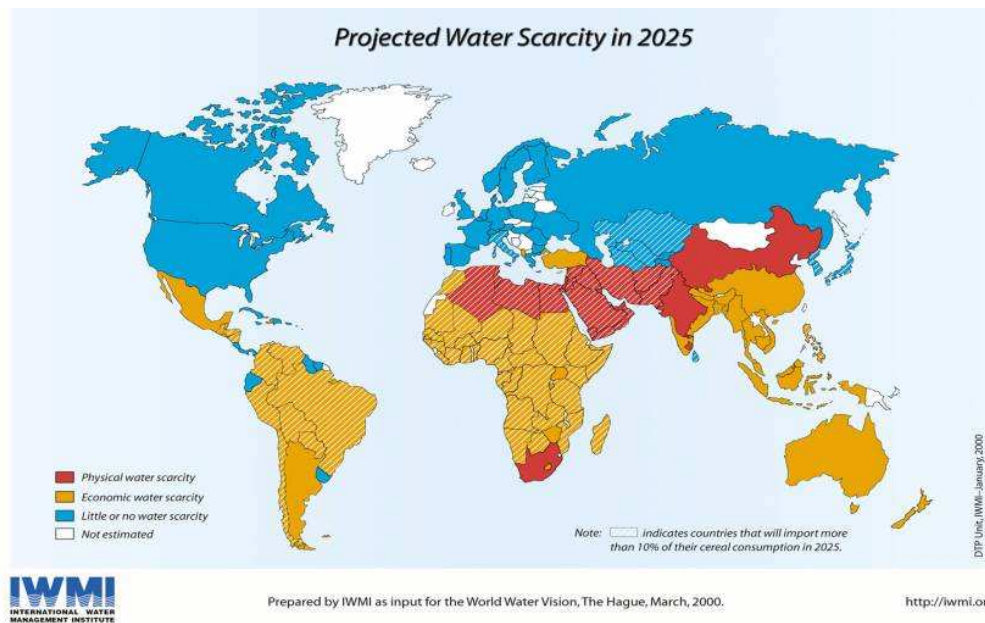 Projected Water Scarcity in 2025
Physical water scarcity
Economic water scarcity
Little or no water scarcity
Not estimated
Note: indicates countries that will import more
than 10% of their cereal consumption in 2025.
DTP Unit, IWMI–January, 2000
IWMI
INTERNATIONAL WATER
MANAGEMENT INSTITUTE
Prepared by IWMI as input for the World Water Vision, The Hague, March, 2000.
http://iwmi.or